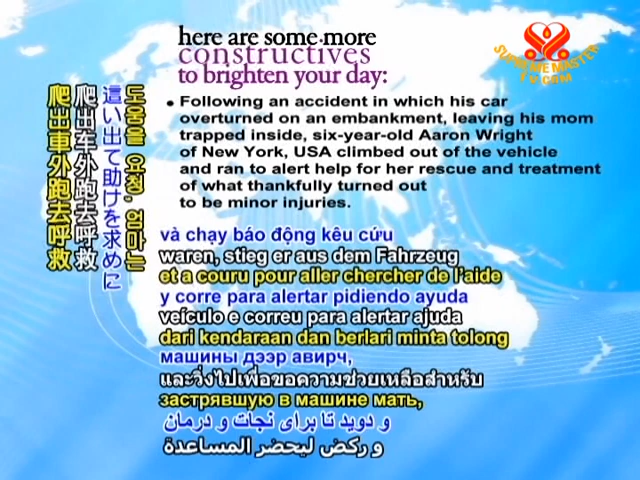 here are some more
constructives
to brighten your day:
SUPREME MASTER
TV.COM
• Following an accident in which his car
overturned on an embankment, leaving his mom
trapped inside, six-year-old Aaron Wright
of New York, USA climbed out of the vehicle
and ran to alert help for her rescue and treatment
of what thankfully turned out
to be minor injuries.
도움을 요청, 겁먹는
這い出て助けを求めに
爬出车外跑去呼救
爬出車外跑去呼救
và chạy báo động kêu cứu
waren, stieg er aus dem Fahrzeug
et a couru pour aller chercher de l'aide
y corre para alertar pidiendo ayuda
veículo e correu para alertar ajuda
dari kendaraan dan berlari minta tolong
машины дээр авирч,
และวิ่งไปเพื่อขอความช่วยเหลือสำหรับ
застрявшую в машине мать,
و دوید تا برای نجات و درمان
و ركض ليحضر المساعدة